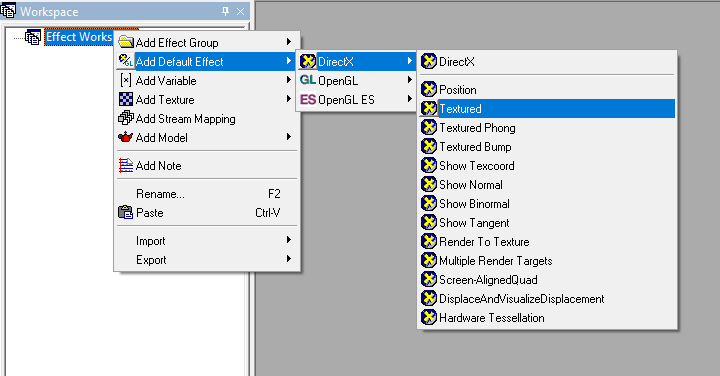 Workspace
Effect Works
Add Effect Group
Add Default Effect
Add Variable
Add Texture
Add Stream Mapping
Add Model
Add Note
Rename... F2
Paste Ctrl-V
Import
Export
DirectX
GL OpenGL
ES OpenGL ES
DirectX
Position
Textured
Textured Phong
Textured Bump
Show Texcoord
Show Normal
Show Binormal
Show Tangent
Render To Texture
Multiple Render Targets
Screen-AlignedQuad
DisplaceAndVisualizeDisplacement
Hardware Tessellation